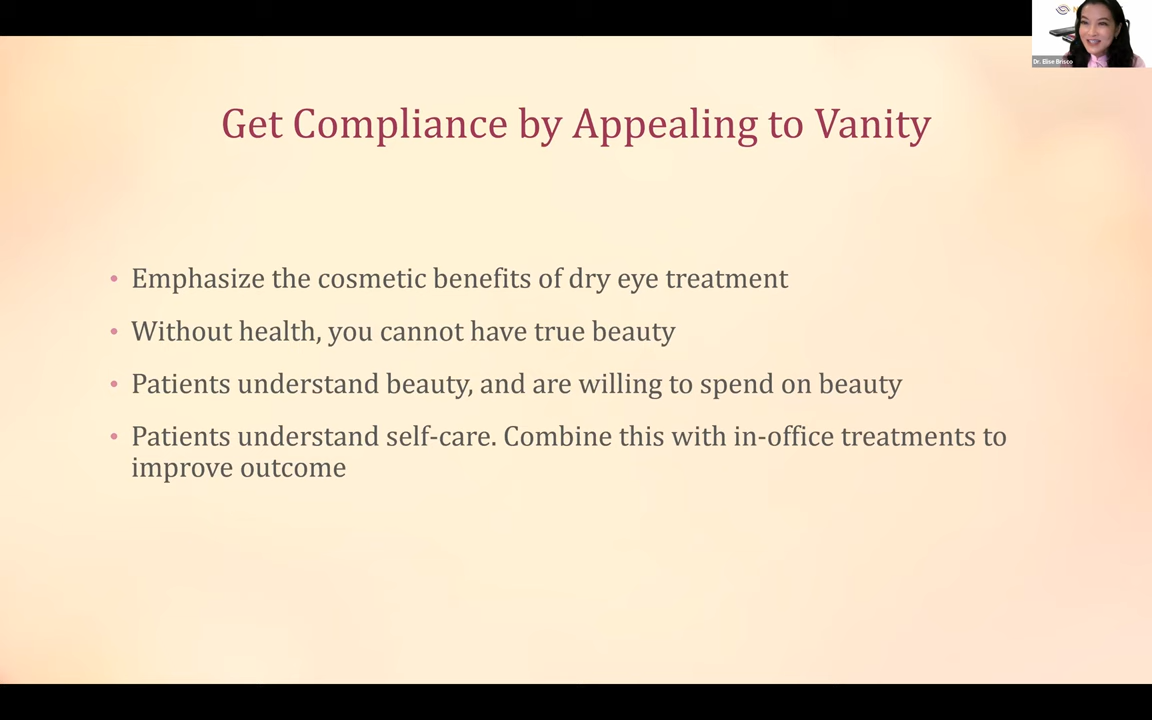 Dr. Elise Brisco
Get Compliance by Appealing to Vanity
• Emphasize the cosmetic benefits of dry eye treatment
• Without health, you cannot have true beauty
• Patients understand beauty, and are willing to spend on beauty
• Patients understand self-care. Combine this with in-office treatments to
improve outcome